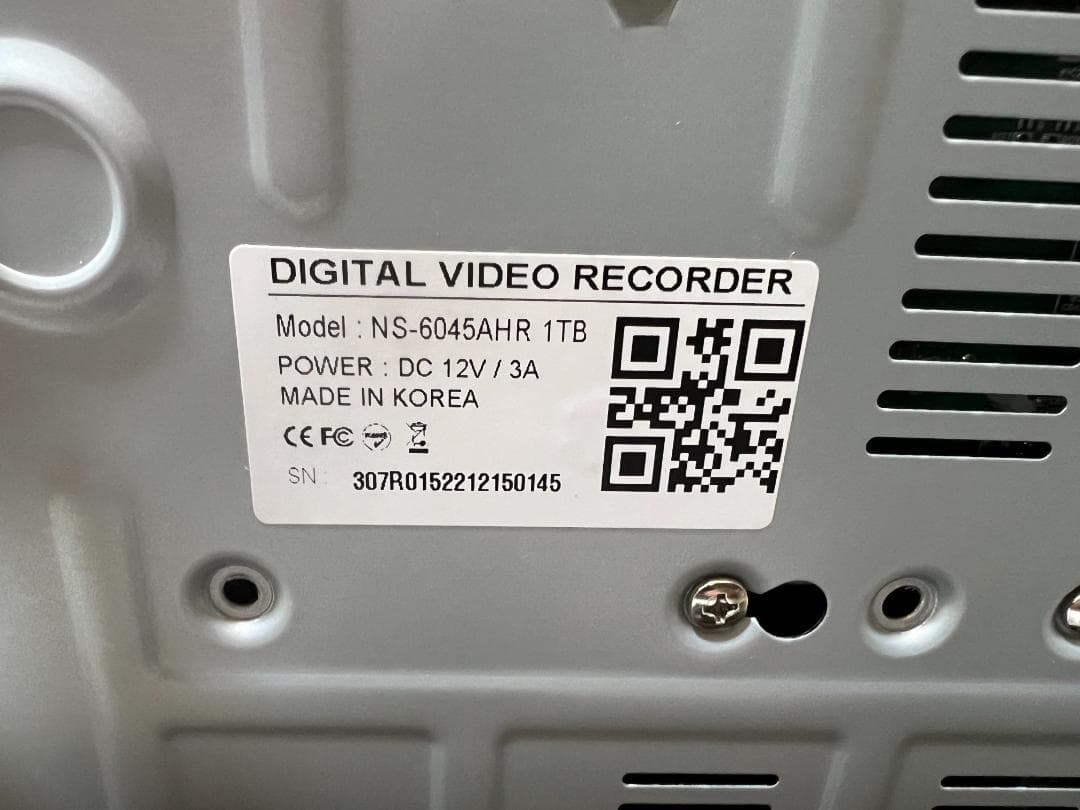 DIGITAL VIDEO RECORDER
Model : NS-6045AHR 1TB
POWER : DC 12V / 3A
MADE IN KOREA
CE FC
SN : 307R0152212150145